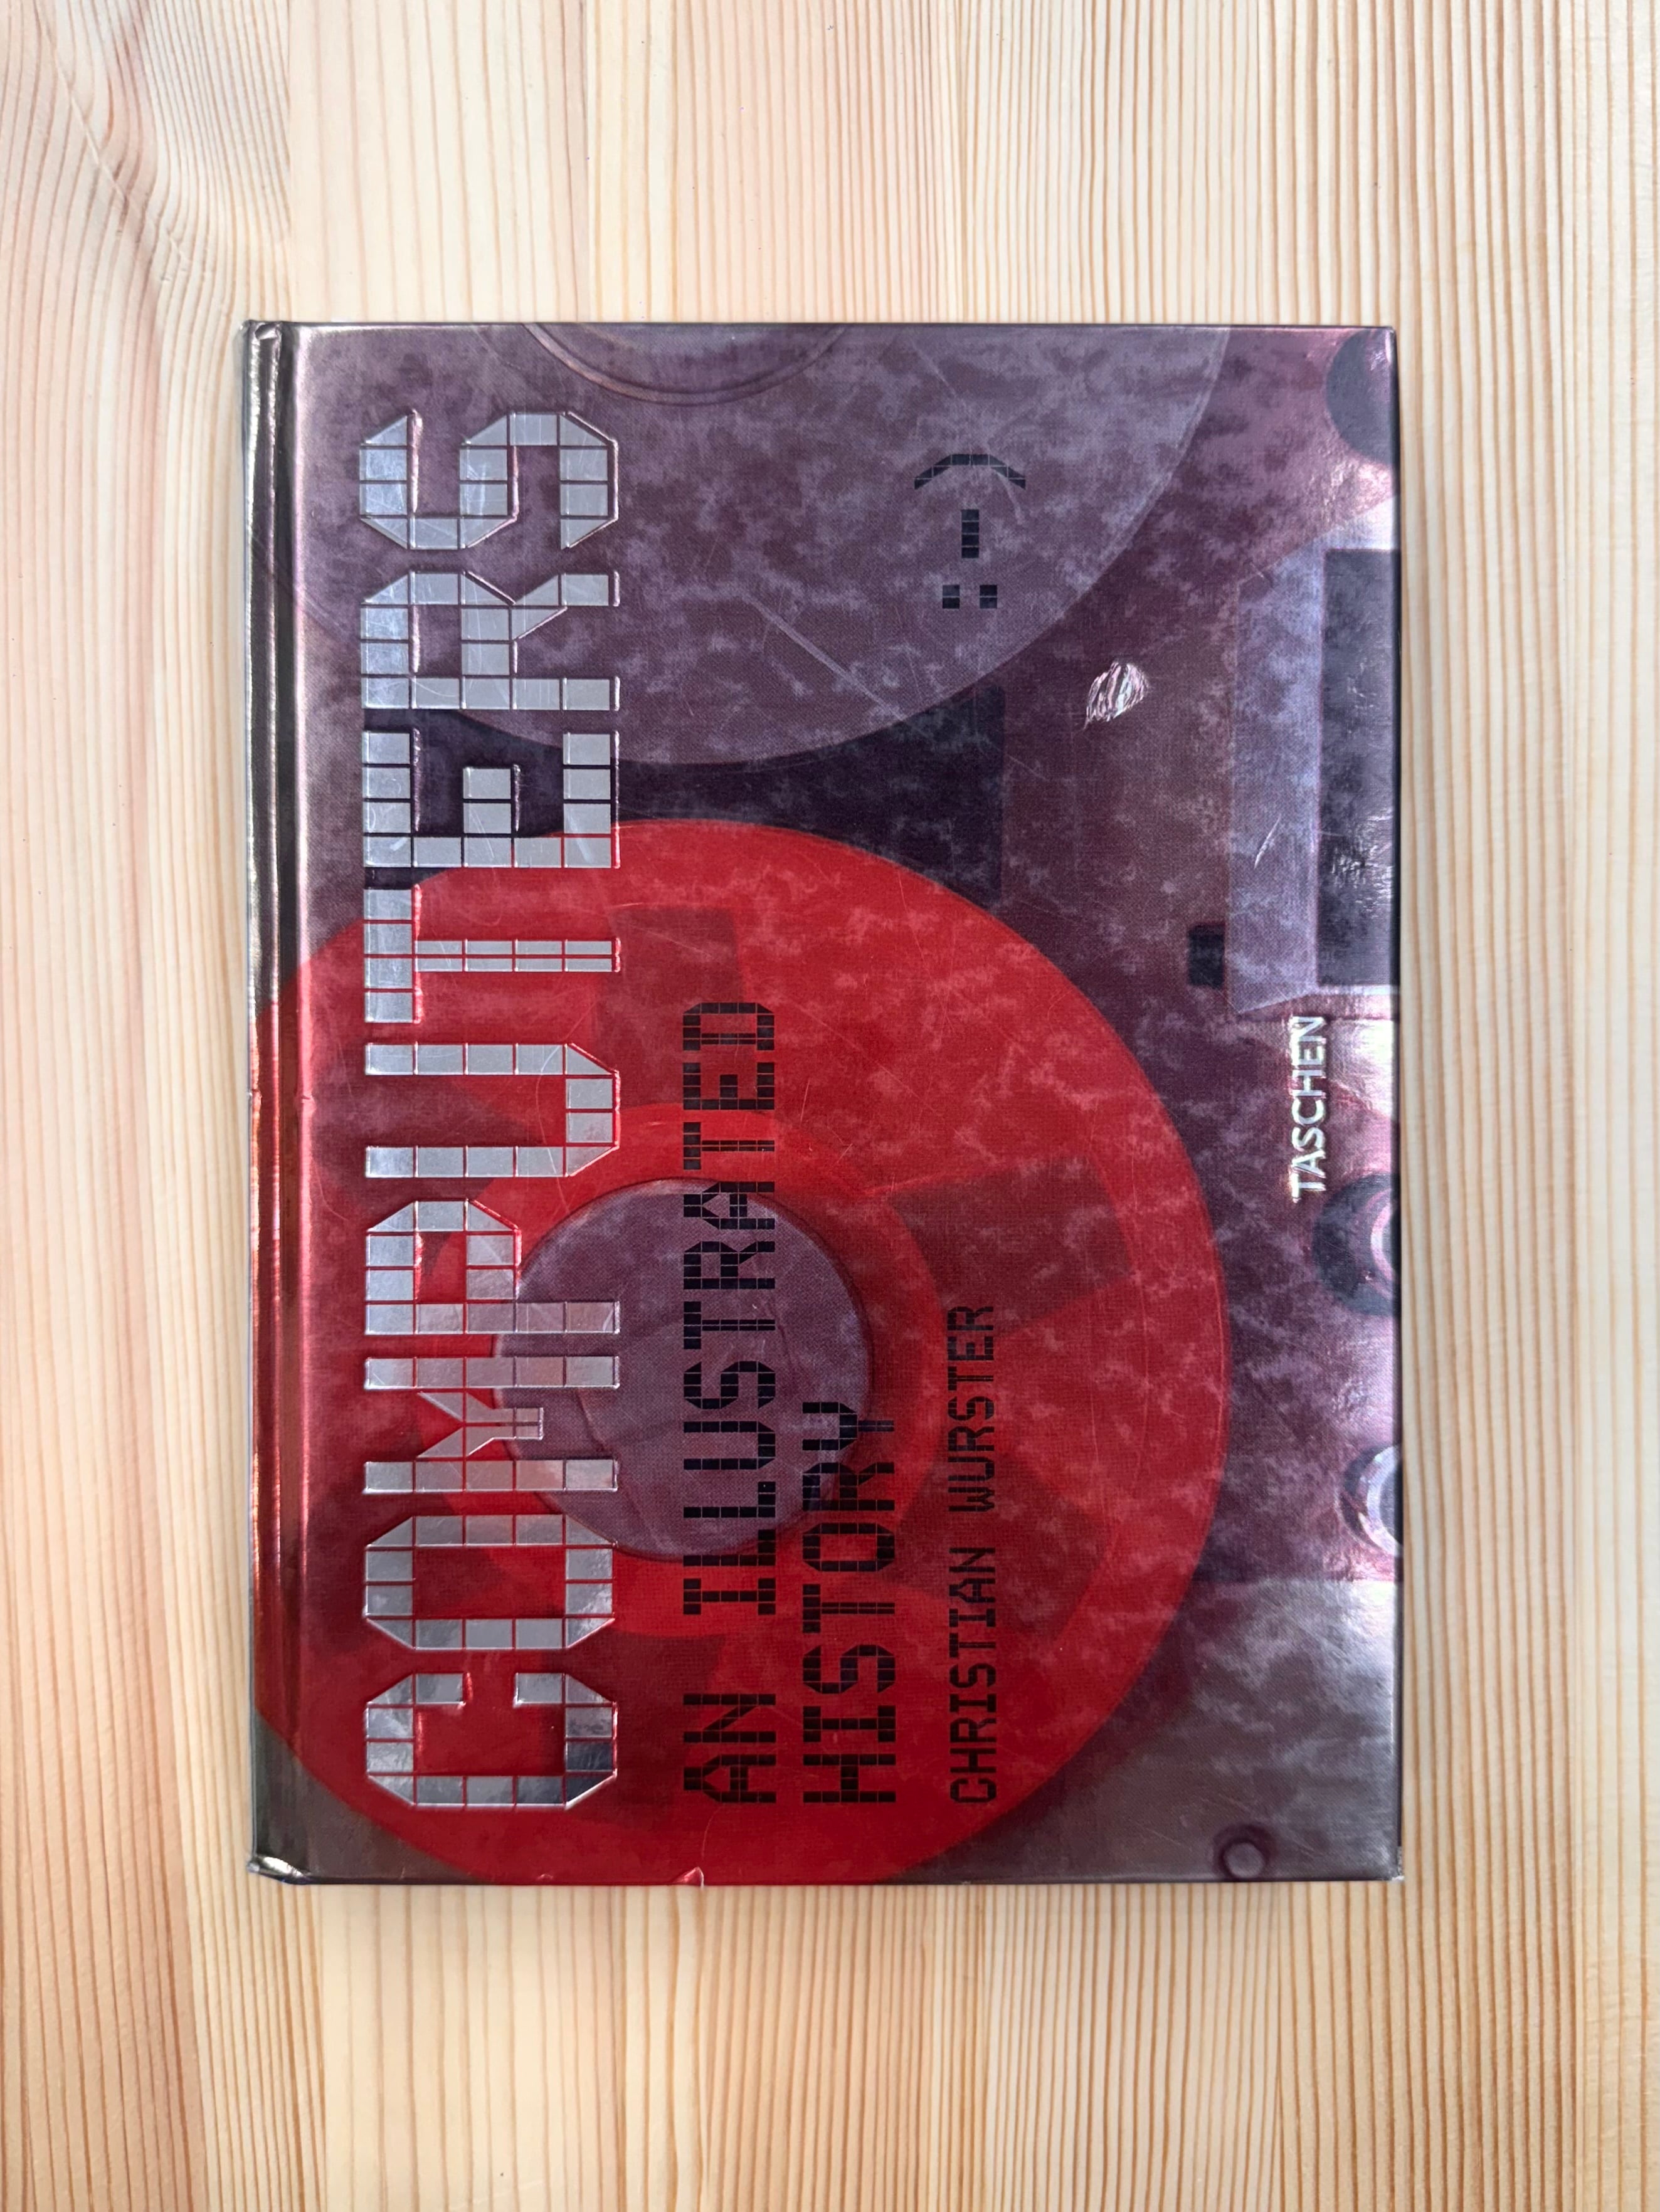 COMPUTERS
AN ILLUSTRATED
HISTORY
CHRISTIAN WURSTER
:-)
TASCHEN